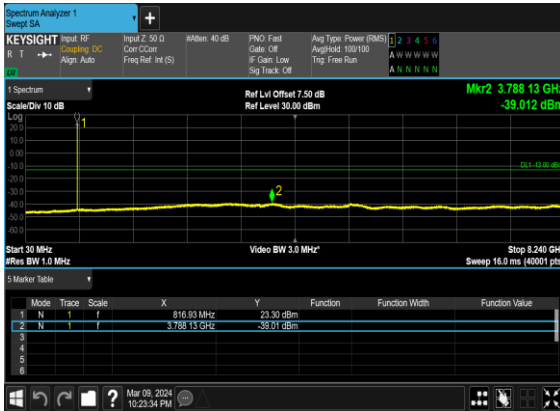 Spectrum Analyzer 1
Swept SA
+
KEYSIGHT Input: RF Input Z: 50 Ω #Atten: 40 dB PNO: Fast Avg Type: Power (RMS) 1 2 3 4 5 6
R T Coupling: DC Corr CCorr Gate: Off Avg|Hold: 100/100 A W W W W W
Align: Auto Freq Ref: Int (S) IF Gain: Low Trig: Free Run
LXI Sig Track: Off A N N N N N
1 Spectrum Ref Lvl Offset 7.50 dB Mkr2 3.788 13 GHz
Scale/Div 10 dB Ref Level 30.00 dBm -39.012 dBm
Log
1
20.0
10.0
0.00
-10.0
DL1 -13.00 dBm
-20.0
-30.0
2
-40.0
-50.0
-60.0
Start 30 MHz Video BW 3.0 MHz* Stop 8.240 GHz
#Res BW 1.0 MHz Sweep 16.0 ms (40001 pts)
5 Marker Table
Mode Trace Scale X Y Function Function Width Function Value
1 N 1 f 816.93 MHz 23.30 dBm
2 N 1 f 3.788 13 GHz -39.01 dBm
3
4
5
6
? Mar 09, 2024
10:23:34 PM